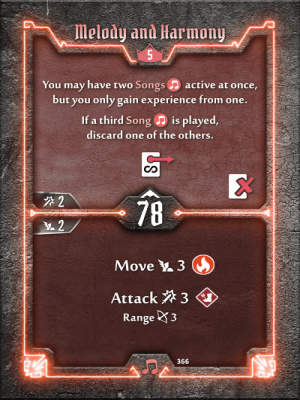 Melody and Harmony
5
You may have two Songs active at once,
but you only gain experience from one.
If a third Song is played,
discard one of the others.
S
2
78
2
Move 3
Attack 3
Range 3
366